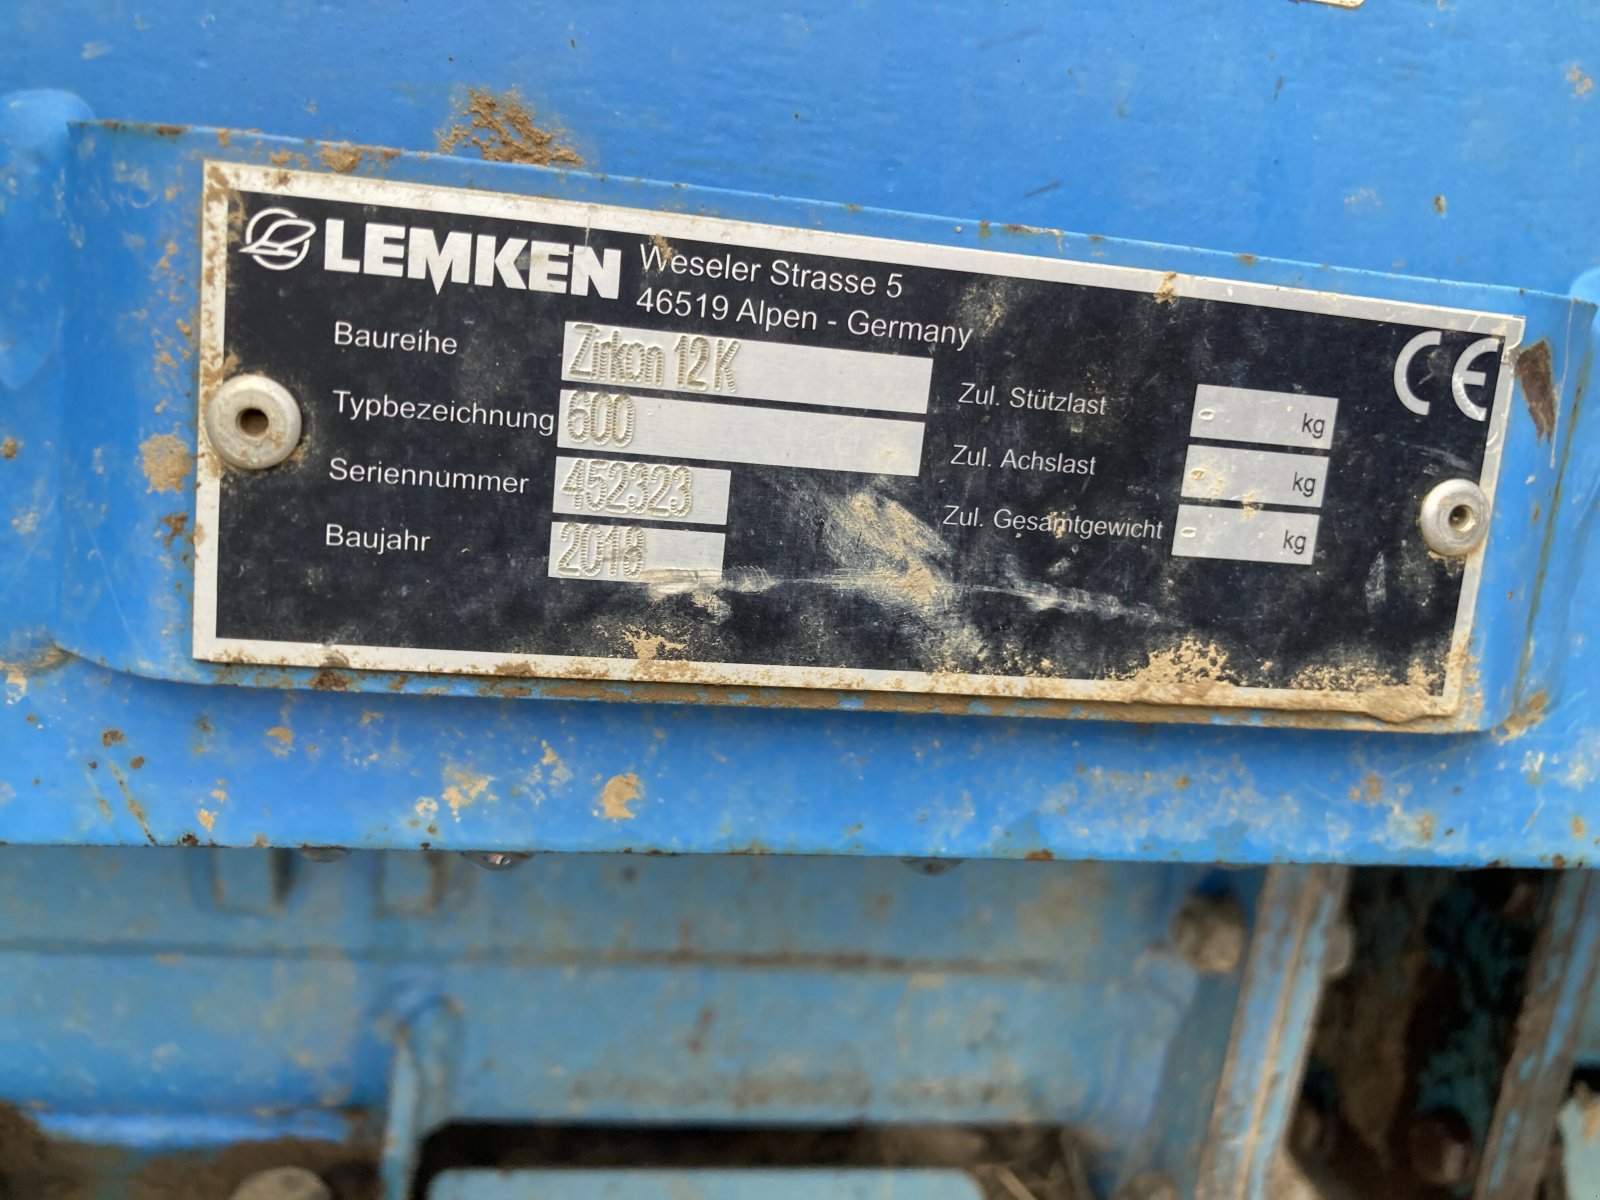 LEMKEN
Weseler Strasse 5
46519 Alpen - Germany
Baureihe Zirkon 12K
Typbezeichnung 600
Seriennummer 452323
Baujahr 2018
Zul. Stützlast - kg
Zul. Achslast - kg
Zul. Gesamtgewicht - kg
CE